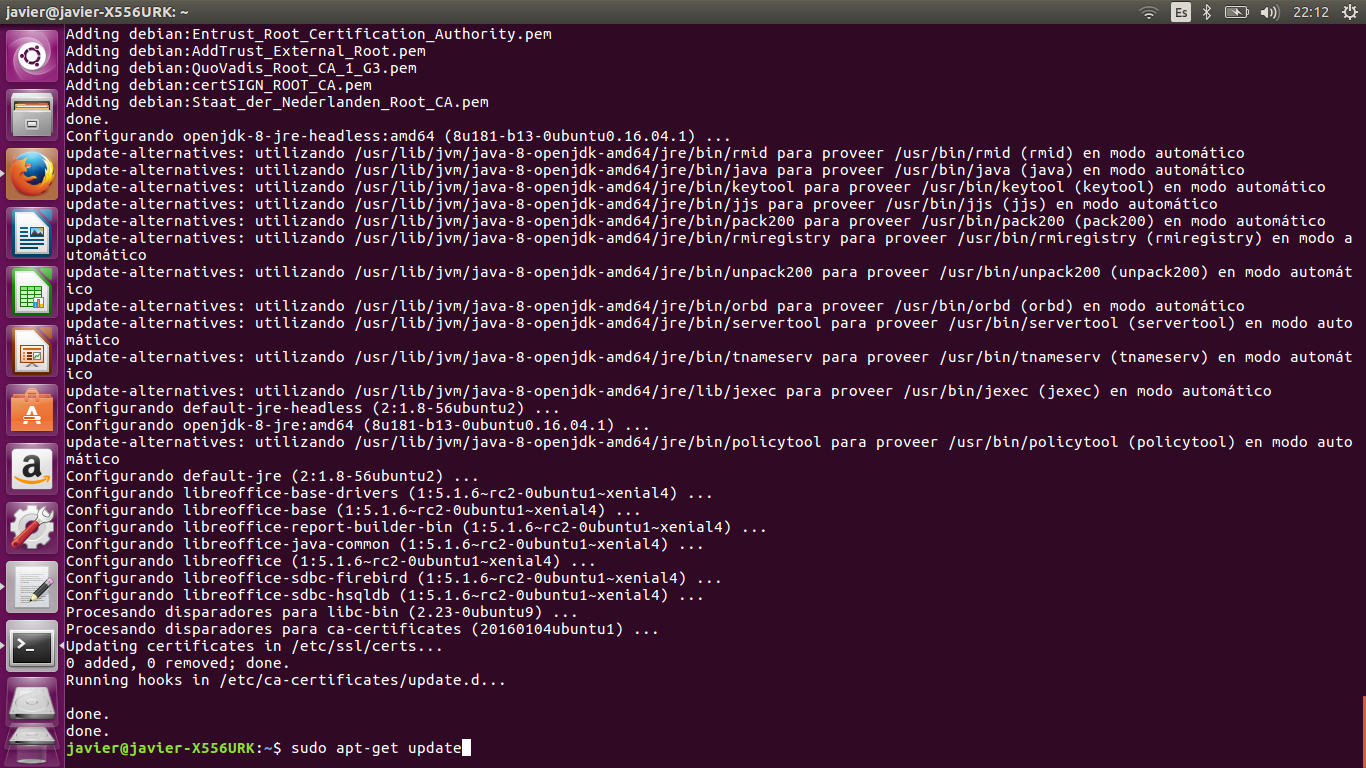 javier@javier-X556URK: ~
Es
22:12
Adding debian:Entrust_Root_Certification_Authority.pem
Adding debian:AddTrust_External_Root.pem
Adding debian:QuoVadis_Root_CA_1_G3.pem
Adding debian:certSIGN_ROOT_CA.pem
Adding debian:Staat_der_Nederlanden_Root_CA.pem
done.
Configurando openjdk-8-jre-headless:amd64 (8u181-b13-0ubuntu0.16.04.1) ...
update-alternatives: utilizando /usr/lib/jvm/java-8-openjdk-amd64/jre/bin/rmid para proveer /usr/bin/rmid (rmid) en modo automático
update-alternatives: utilizando /usr/lib/jvm/java-8-openjdk-amd64/jre/bin/java para proveer /usr/bin/java (java) en modo automático
update-alternatives: utilizando /usr/lib/jvm/java-8-openjdk-amd64/jre/bin/keytool para proveer /usr/bin/keytool (keytool) en modo automático
update-alternatives: utilizando /usr/lib/jvm/java-8-openjdk-amd64/jre/bin/jjs para proveer /usr/bin/jjs (jjs) en modo automático
update-alternatives: utilizando /usr/lib/jvm/java-8-openjdk-amd64/jre/bin/pack200 para proveer /usr/bin/pack200 (pack200) en modo automático
update-alternatives: utilizando /usr/lib/jvm/java-8-openjdk-amd64/jre/bin/rmiregistry para proveer /usr/bin/rmiregistry (rmiregistry) en modo a
utomático
update-alternatives: utilizando /usr/lib/jvm/java-8-openjdk-amd64/jre/bin/unpack200 para proveer /usr/bin/unpack200 (unpack200) en modo automát
ico
update-alternatives: utilizando /usr/lib/jvm/java-8-openjdk-amd64/jre/bin/orbd para proveer /usr/bin/orbd (orbd) en modo automático
update-alternatives: utilizando /usr/lib/jvm/java-8-openjdk-amd64/jre/bin/servertool para proveer /usr/bin/servertool (servertool) en modo auto
mático
update-alternatives: utilizando /usr/lib/jvm/java-8-openjdk-amd64/jre/bin/tnameserv para proveer /usr/bin/tnameserv (tnameserv) en modo automát
ico
update-alternatives: utilizando /usr/lib/jvm/java-8-openjdk-amd64/jre/lib/jexec para proveer /usr/bin/jexec (jexec) en modo automático
Configurando default-jre-headless (2:1.8-56ubuntu2) ...
Configurando openjdk-8-jre:amd64 (8u181-b13-0ubuntu0.16.04.1) ...
update-alternatives: utilizando /usr/lib/jvm/java-8-openjdk-amd64/jre/bin/policytool para proveer /usr/bin/policytool (policytool) en modo auto
mático
Configurando default-jre (2:1.8-56ubuntu2) ...
Configurando libreoffice-base-drivers (1:5.1.6~rc2-0ubuntu1~xenial4) ...
Configurando libreoffice-base (1:5.1.6~rc2-0ubuntu1~xenial4) ...
Configurando libreoffice-report-builder-bin (1:5.1.6~rc2-0ubuntu1~xenial4) ...
Configurando libreoffice-java-common (1:5.1.6~rc2-0ubuntu1~xenial4) ...
Configurando libreoffice (1:5.1.6~rc2-0ubuntu1~xenial4) ...
Configurando libreoffice-sdbc-firebird (1:5.1.6~rc2-0ubuntu1~xenial4) ...
Configurando libreoffice-sdbc-hsqldb (1:5.1.6~rc2-0ubuntu1~xenial4) ...
Procesando disparadores para libc-bin (2.23-0ubuntu9) ...
Procesando disparadores para ca-certificates (20160104ubuntu1) ...
Updating certificates in /etc/ssl/certs...
0 added, 0 removed; done.
Running hooks in /etc/ca-certificates/update.d...
done.
done.
javier@javier-X556URK:~$ sudo apt-get update